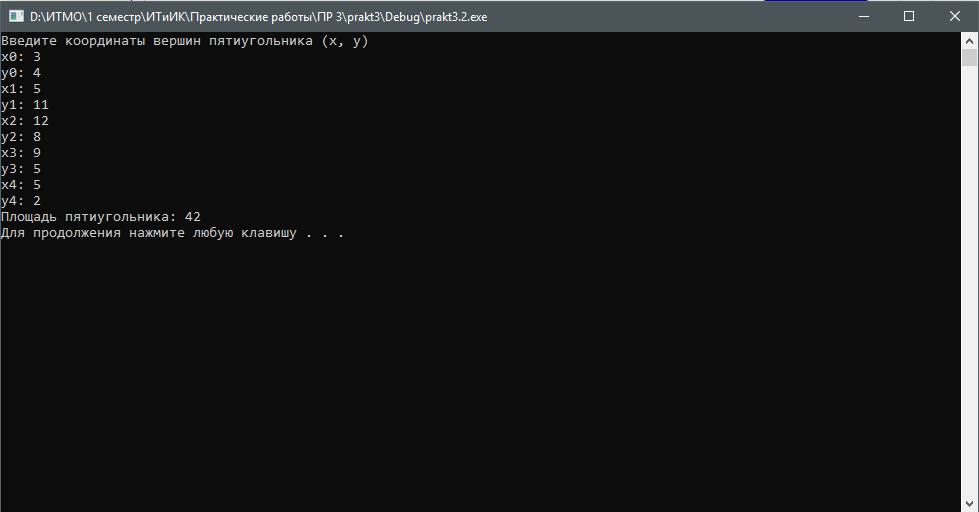 D:\ИТМО\1 семестр\ИТиИК\Практические работы\ПР 3\prakt3\Debug\prakt3.2.exe
Введите координаты вершин пятиугольника (x, y)
x0: 3
y0: 4
x1: 5
y1: 11
x2: 12
y2: 8
x3: 9
y3: 5
x4: 5
y4: 2
Площадь пятиугольника: 42
Для продолжения нажмите любую клавишу . . .